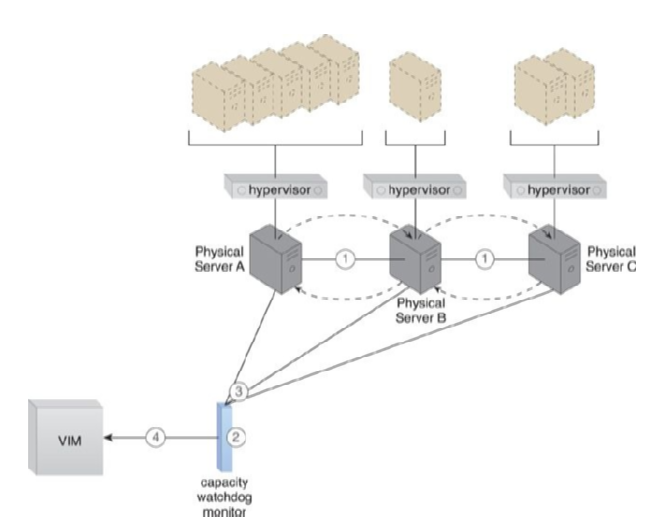 hypervisor
hypervisor
hypervisor
Physical
Server A
1
1
Physical
Server C
Physical
Server B
3
VIM
4
2
capacity
watchdog
monitor